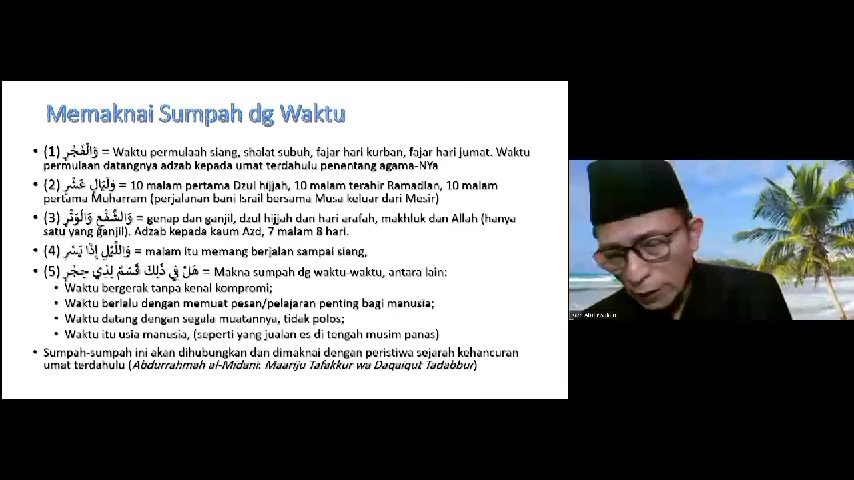 Memaknai Sumpah dg Waktu
• (1) وَالْفَجْرِ = Waktu permulaah siang, shalat subuh, fajar hari kurban, fajar hari jumat. Waktu
permulaan datangnya adzab kepada umat terdahulu penentang agama-NYa
• (2) وَلَيَالٍ عَشْرٍ = 10 malam pertama Dzul hijjah, 10 malam terahir Ramadlan, 10 malam
pertama Muharram (perjalanan bani Israil bersama Musa keluar dari Mesir)
• (3) وَالشَّفْعِ وَالْوَتْرِ = genap dan ganjil, dzul hijjah dan hari arafah, makhluk dan Allah (hanya
satu yang ganjil). Adzab kepada kaum Azd, 7 malam 8 hari.
• (4) وَاللَّيْلِ إِذَا يَسْرِ = malam itu memang berjalan sampai siang,
• (5) هَلْ فِي ذَلِكَ قَسَمٌ لِذِي حِجْرٍ = Makna sumpah dg waktu-waktu, antara lain:
• Waktu bergerak tanpa kenal kompromi;
• Waktu berlalu dengan memuat pesan/pelajaran penting bagi manusia;
• Waktu datang dengan segala muatannya, tidak polos;
• Waktu itu usia manusia, (seperti yang jualan es di tengah musim panas)
• Sumpah-sumpah ini akan dihubungkan dan dimaknai dengan peristiwa sejarah kehancuran
umat terdahulu (Abdurrahmah al-Midani: Maariju Tafakkur wa Daqaiqut Tadabbur)